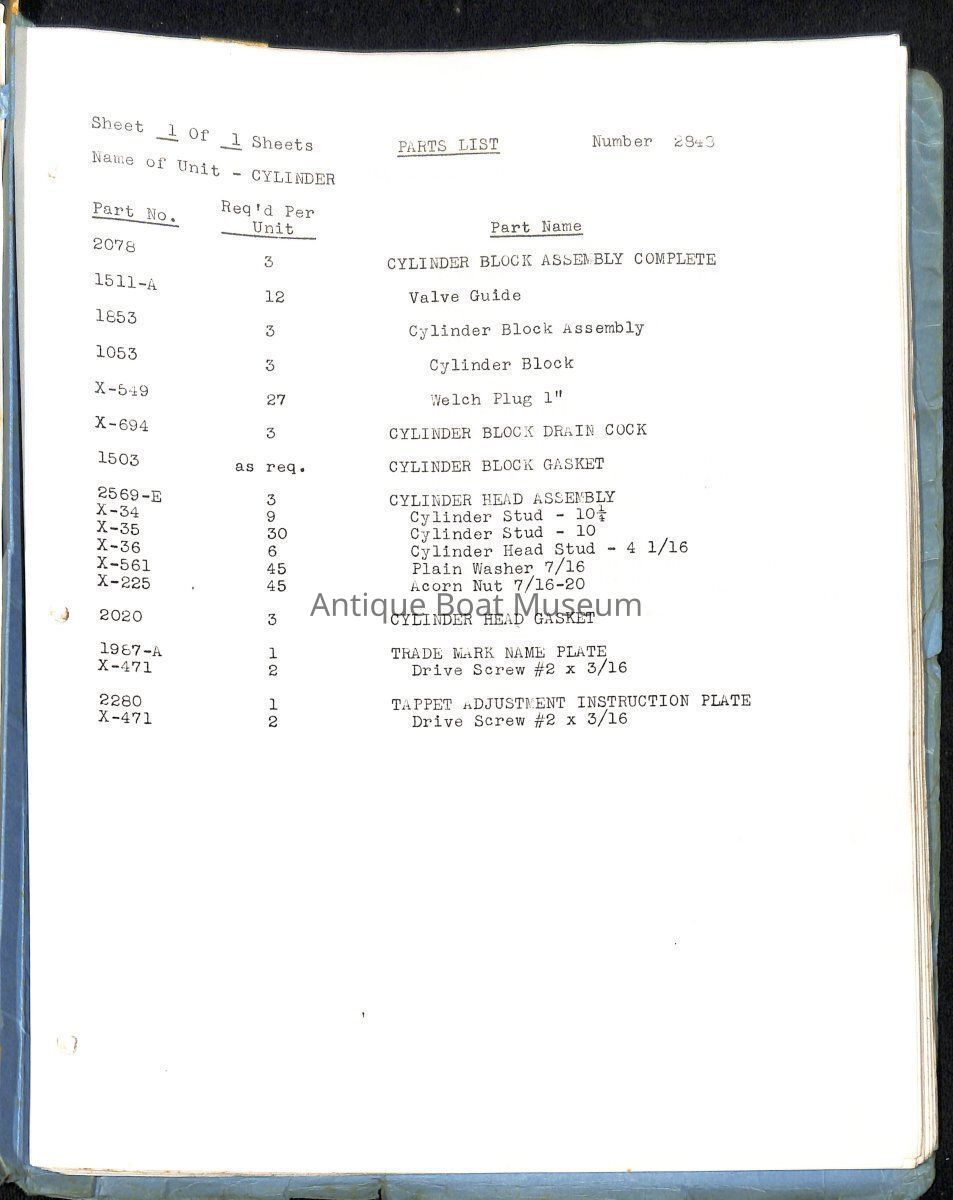 Sheet 1 Of 1 Sheets PARTS LIST Number 2843
Name of Unit - CYLINDER
Part No. Req'd Per Unit Part Name
2078 3 CYLINDER BLOCK ASSEMBLY COMPLETE
1511-A 12 Valve Guide
1853 3 Cylinder Block Assembly
1053 3 Cylinder Block
X-549 27 Welch Plug 1"
X-694 3 CYLINDER BLOCK DRAIN COCK
1503 as req. CYLINDER BLOCK GASKET
2569-E 3 CYLINDER HEAD ASSEMBLY
X-34 9 Cylinder Stud - 10¼
X-35 30 Cylinder Stud - 10
X-36 6 Cylinder Head Stud - 4 1/16
X-561 45 Plain Washer 7/16
X-225 45 Acorn Nut 7/16-20
Antique Boat Museum
2020 3 CYLINDER HEAD GASKET
1987-A 1 TRADE MARK NAME PLATE
X-471 2 Drive Screw #2 x 3/16
2280 1 TAPPET ADJUSTMENT INSTRUCTION PLATE
X-471 2 Drive Screw #2 x 3/16